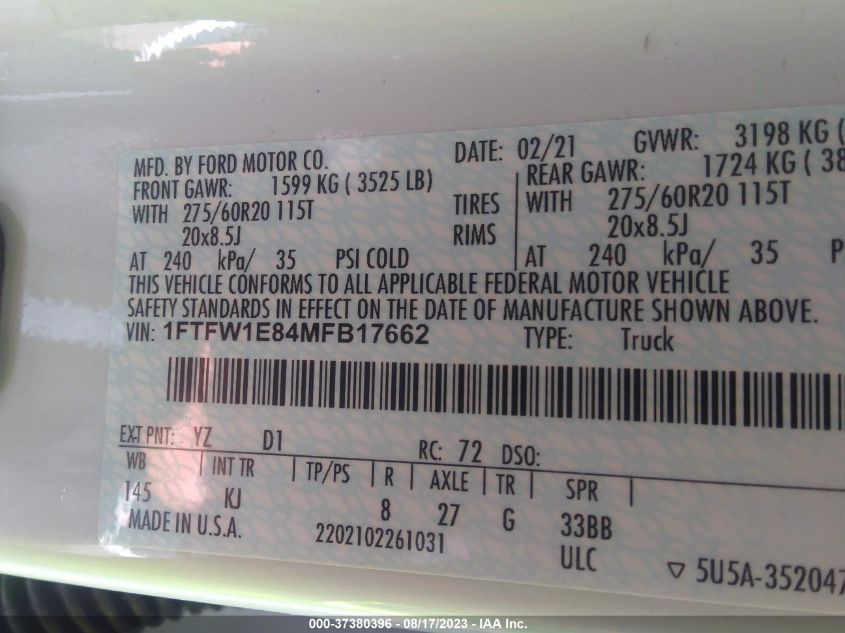 MFD. BY FORD MOTOR CO. DATE: 02/21 GVWR: 3198 KG (
FRONT GAWR: 1599 KG ( 3525 LB) REAR GAWR: 1724 KG ( 38
WITH 275/60R20 115T TIRES WITH 275/60R20 115T
20x8.5J RIMS 20x8.5J
AT 240 kPa/ 35 PSI COLD AT 240 kPa/ 35 P
THIS VEHICLE CONFORMS TO ALL APPLICABLE FEDERAL MOTOR VEHICLE
SAFETY STANDARDS IN EFFECT ON THE DATE OF MANUFACTURE SHOWN ABOVE.
VIN: 1FTFW1E84MFB17662 TYPE: Truck
EXT PNT: YZ D1 RC: 72 DSO:
WB INT TR TP/PS R AXLE TR SPR
145 KJ 8 27 G 33BB
MADE IN U.S.A. 2202102261031 ULC
5U5A-352047
000-37380396 - 08/17/2023 - IAA Inc.